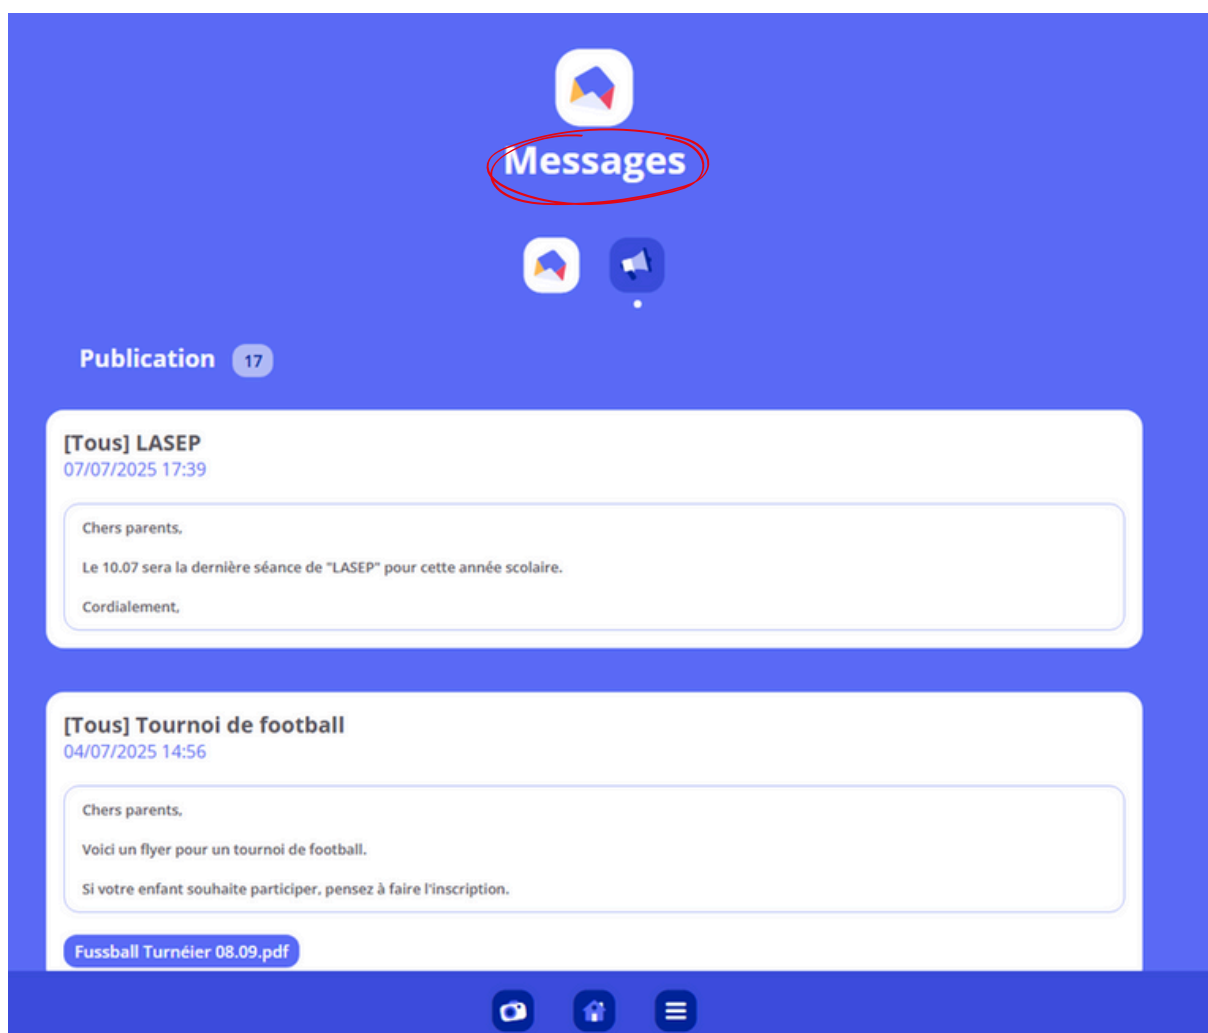 Messages
Publication 17
[Tous] LASEP
07/07/2025 17:39
Chers parents,
Le 10.07 sera la dernière séance de "LASEP" pour cette année scolaire.
Cordialement,
[Tous] Tournoi de football
04/07/2025 14:56
Chers parents,
Voici un flyer pour un tournoi de football.
Si votre enfant souhaite participer, pensez à faire l'inscription.
Fussball Turnéier 08.09.pdf